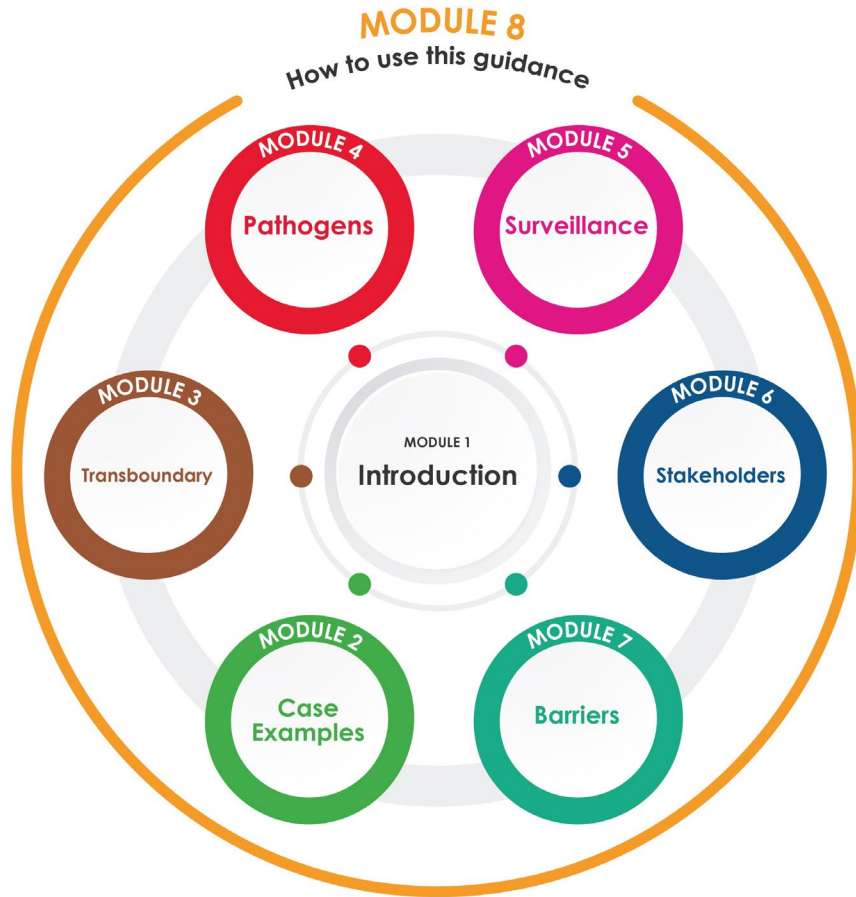 MODULE 8
How to use this guidance
MODULE 4
Pathogens
MODULE 5
Surveillance
MODULE 3
Transboundary
MODULE 1
Introduction
MODULE 6
Stakeholders
MODULE 2
Case
Examples
MODULE 7
Barriers